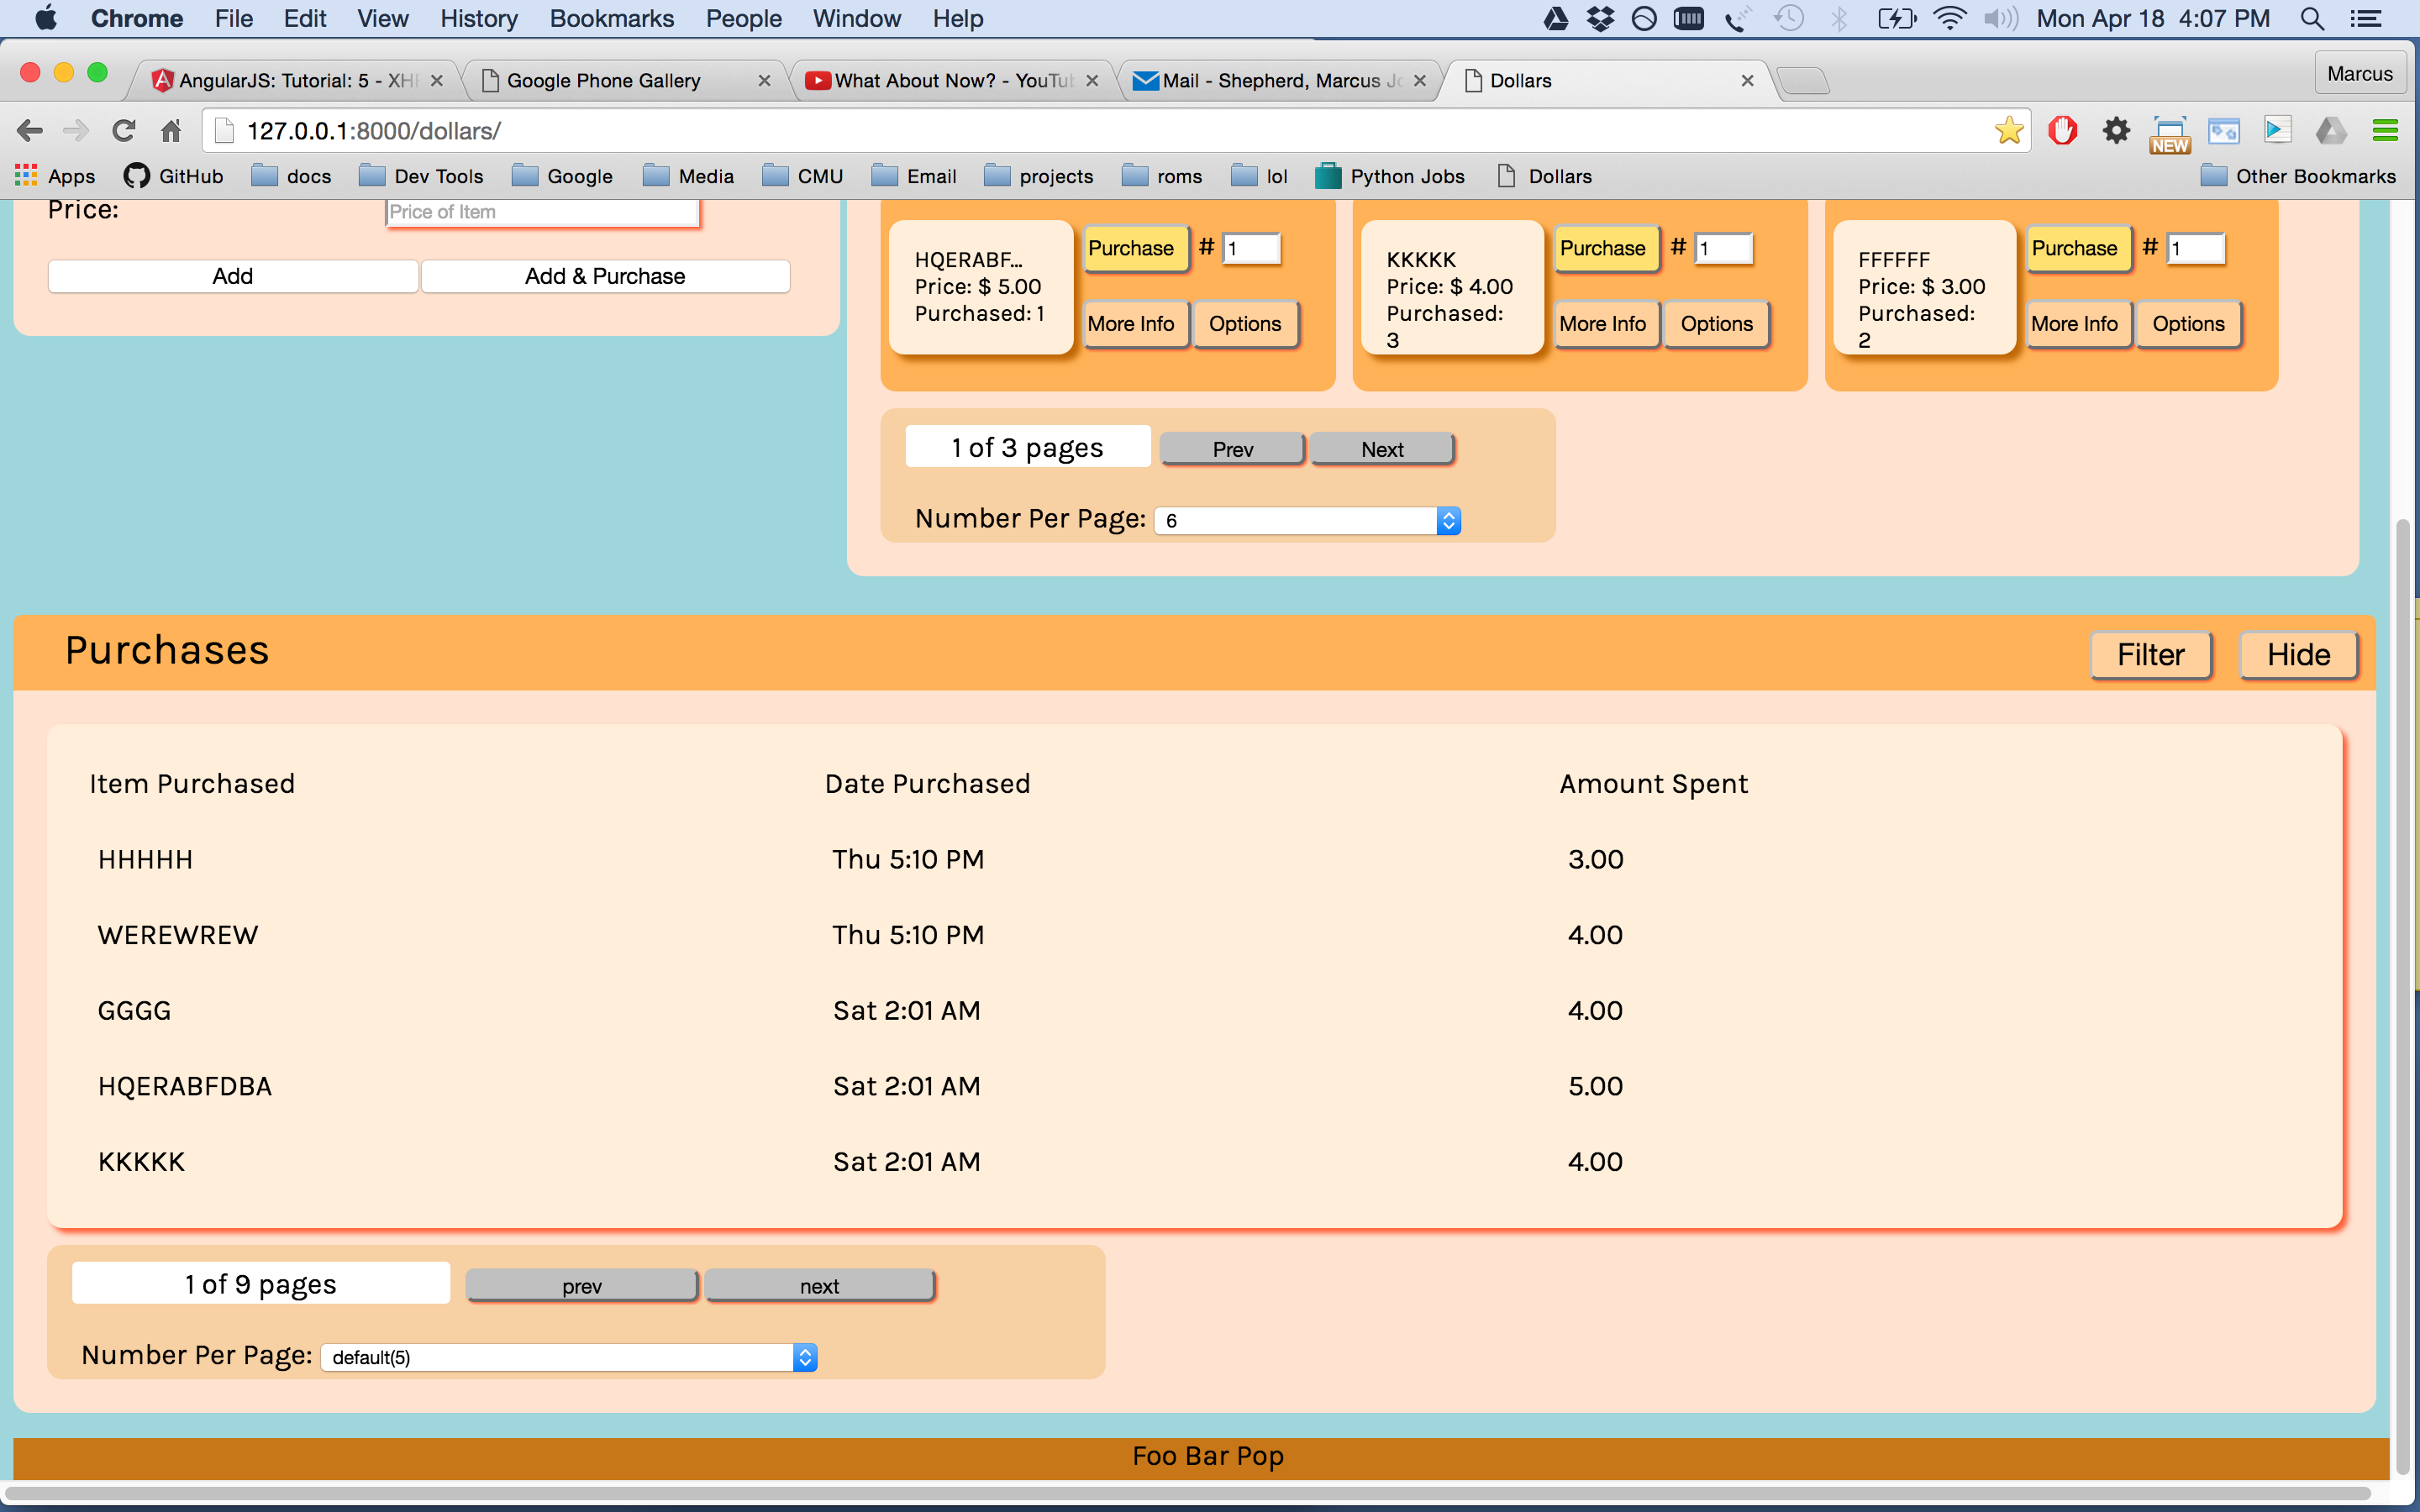 Chrome File Edit View History Bookmarks People Window Help Mon Apr 18 4:07 PM
AngularJS: Tutorial: 5 - XH Google Phone Gallery What About Now? - YouTu Mail - Shepherd, Marcus Jo Dollars Marcus
127.0.0.1:8000/dollars/ NEW
Apps GitHub docs Dev Tools Google Media CMU Email projects roms lol Python Jobs Dollars Other Bookmarks
Price: Price of Item
Add Add & Purchase
HQERABF...
Price: $ 5.00
Purchased: 1
Purchase # 1
More Info Options
KKKKK
Price: $ 4.00
Purchased:
3
Purchase # 1
More Info Options
FFFFFF
Price: $ 3.00
Purchased:
2
Purchase # 1
More Info Options
1 of 3 pages Prev Next
Number Per Page: 6
Purchases Filter Hide
Item Purchased Date Purchased Amount Spent
HHHHH Thu 5:10 PM 3.00
WEREWREW Thu 5:10 PM 4.00
GGGG Sat 2:01 AM 4.00
HQERABFDBA Sat 2:01 AM 5.00
KKKKK Sat 2:01 AM 4.00
1 of 9 pages prev next
Number Per Page: default(5)
Foo Bar Pop